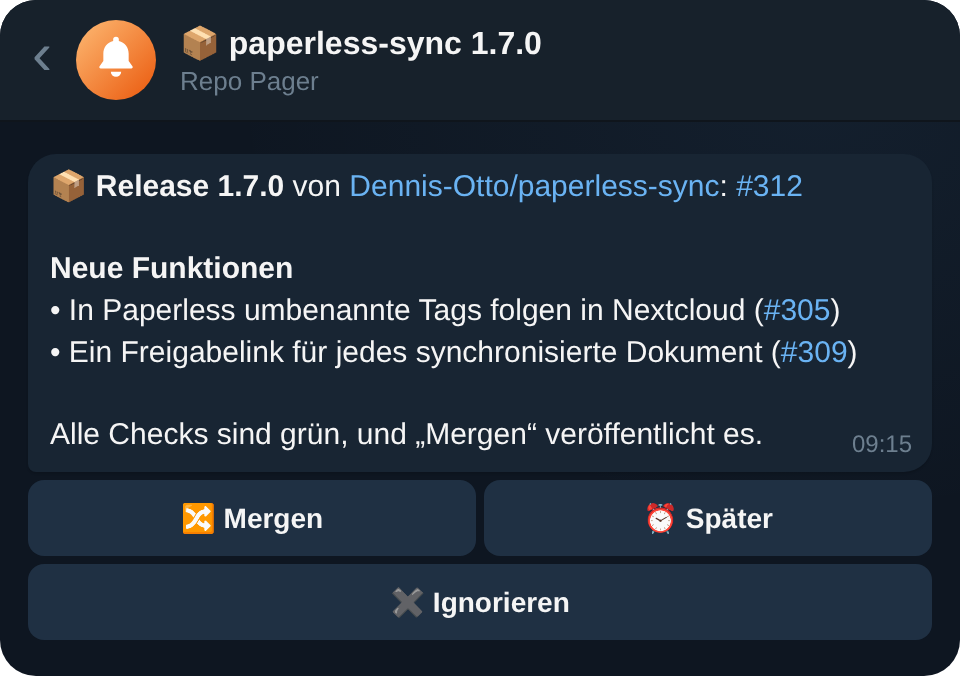 📦 paperless-sync 1.7.0
Repo Pager
📦 Release 1.7.0 von Dennis-Otto/paperless-sync: #312
Neue Funktionen
• In Paperless umbenannte Tags folgen in Nextcloud (#305)
• Ein Freigabelink für jedes synchronisierte Dokument (#309)
Alle Checks sind grün, und „Mergen“ veröffentlicht es.
09:15
🔀 Mergen
⏰ Später
✖️ Ignorieren